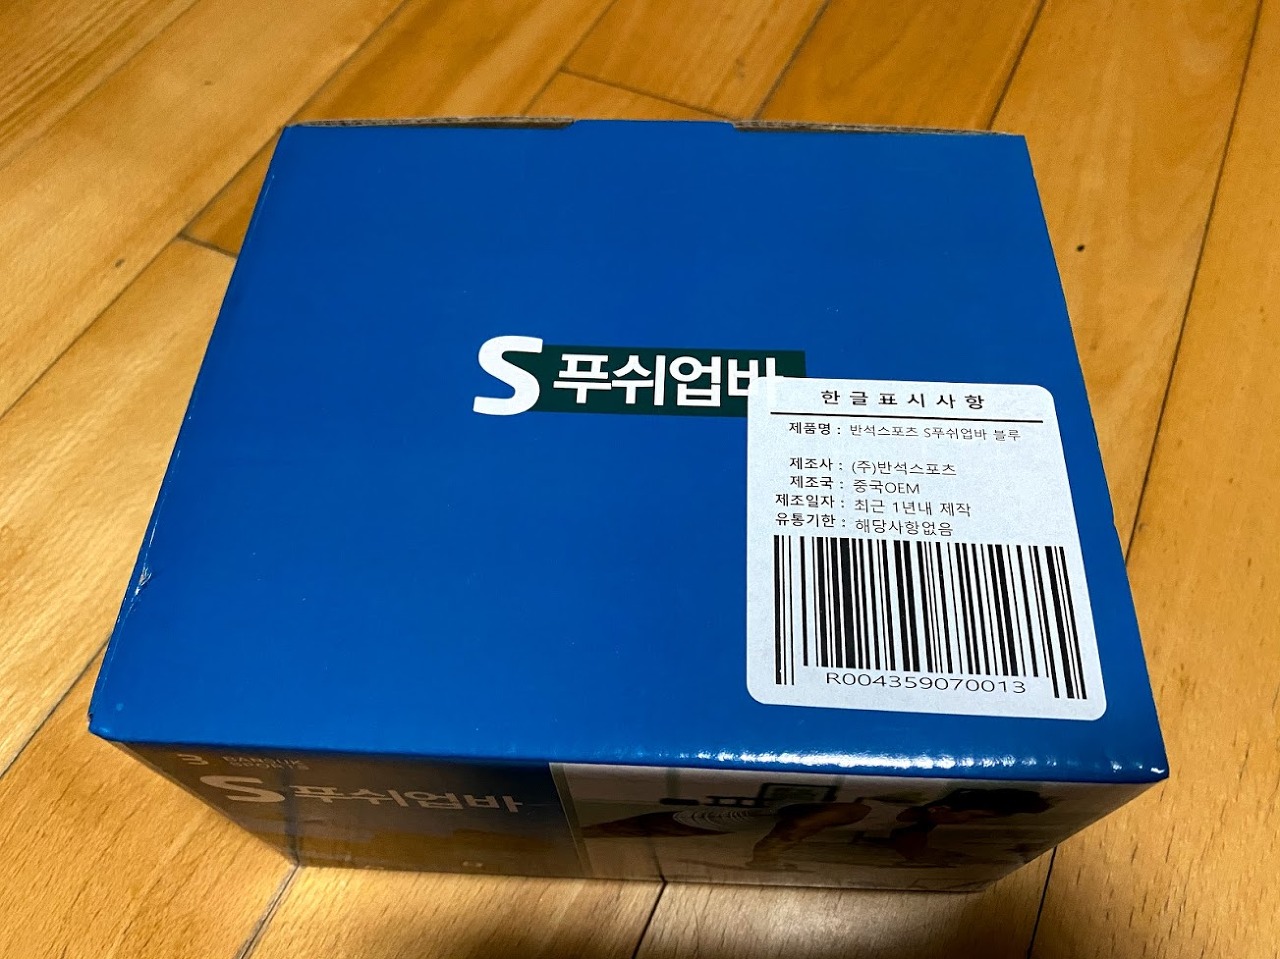 S 푸쉬업바
한글표시사항
제품명 : 반석스포츠 S푸쉬업바 블루
제조사 : (주)반석스포츠
제조국 : 중국OEM
제조일자 : 최근 1년내 제작
유통기한 : 해당사항없음
R004359070013
S 푸쉬업바